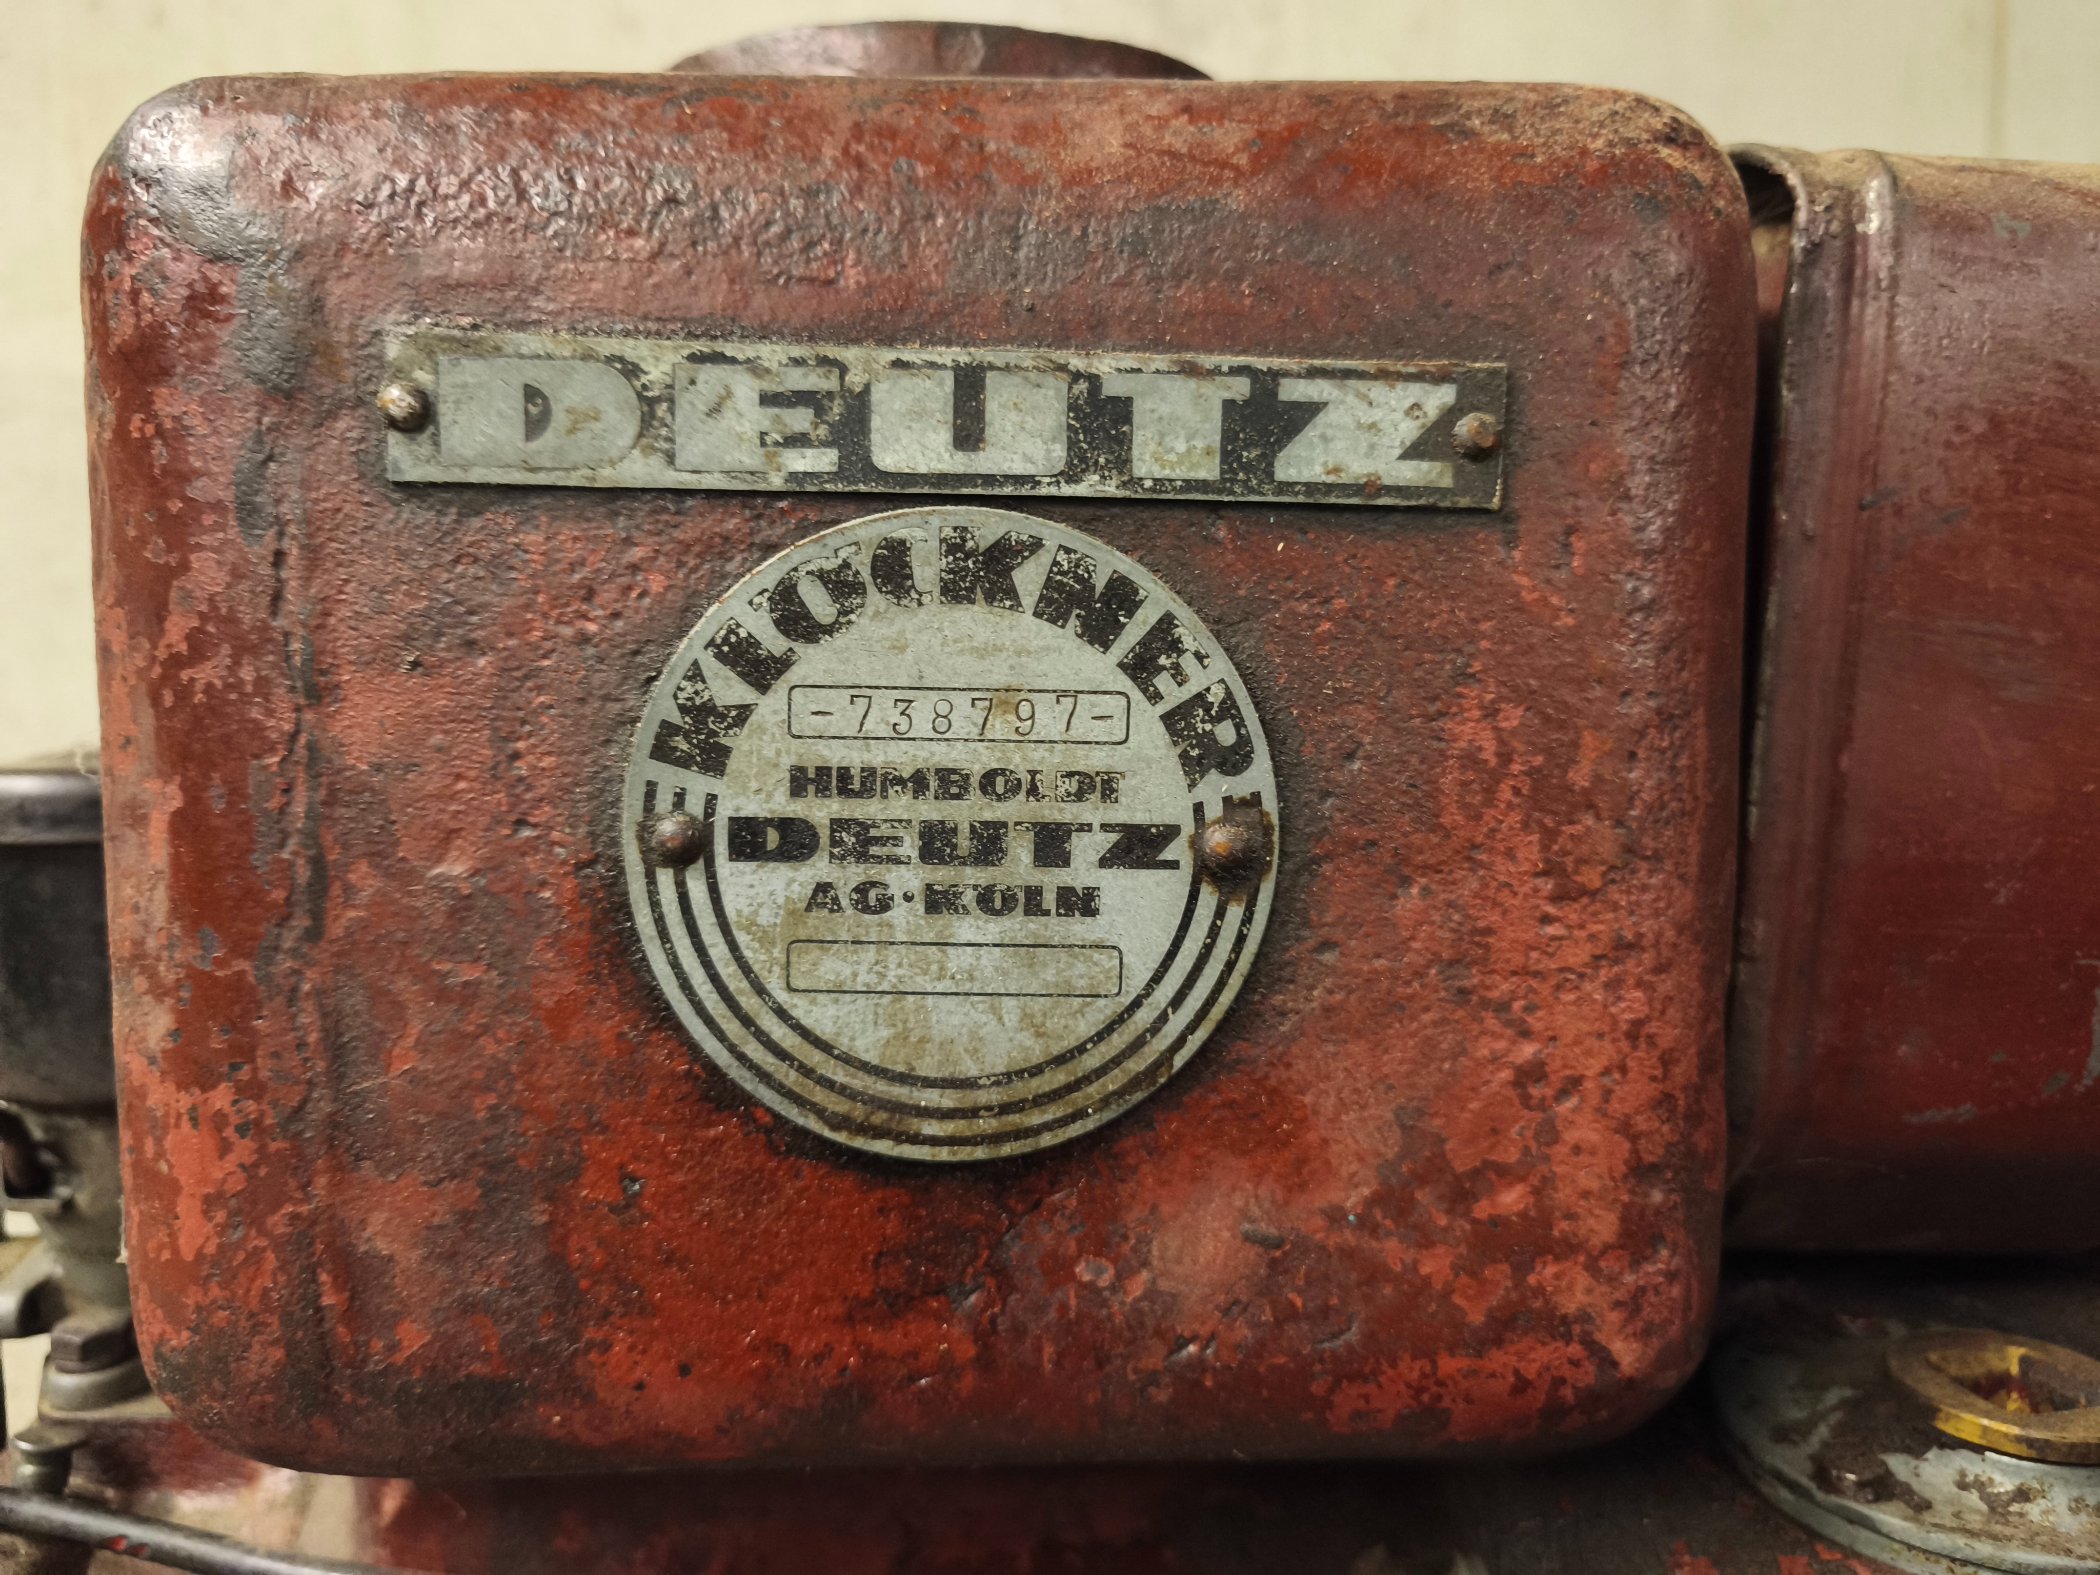 DEUTZ
KLÖCKNER
-738797-
HUMBOLDT
DEUTZ
AG·KÖLN